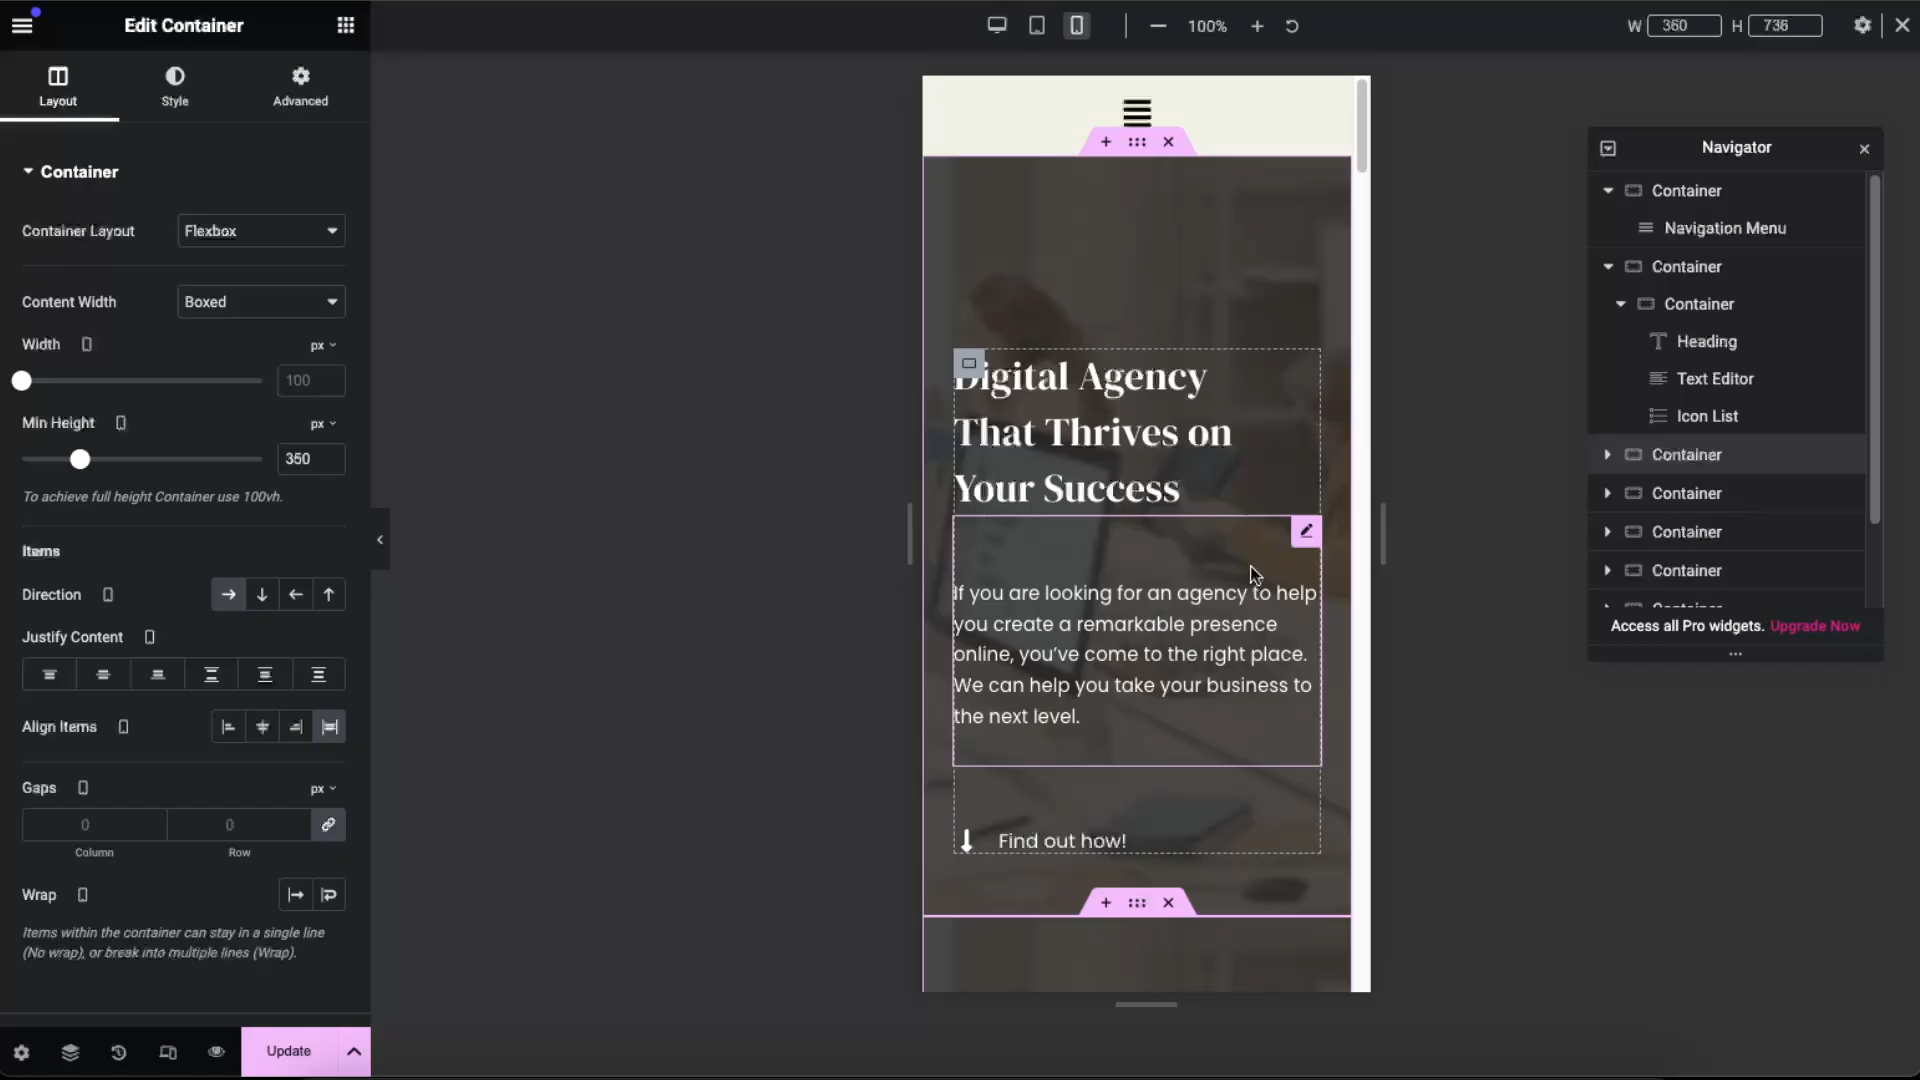 Edit Container
100%
W 360 H 736
Layout
Style
Advanced
Container
Container Layout
Flexbox
Content Width
Boxed
Width
px
100
Min Height
px
350
To achieve full height Container use 100vh.
Items
Direction
Justify Content
Align Items
Gaps
px
0
0
Column
Row
Wrap
Items within the container can stay in a single line
(No wrap), or break into multiple lines (Wrap).
Update
Digital Agency
That Thrives on
Your Success
If you are looking for an agency to help
you create a remarkable presence
online, you've come to the right place.
We can help you take your business to
the next level.
Find out how!
Navigator
Container
Navigation Menu
Container
Container
Heading
Text Editor
Icon List
Container
Container
Container
Container
Container
Access all Pro widgets. Upgrade Now